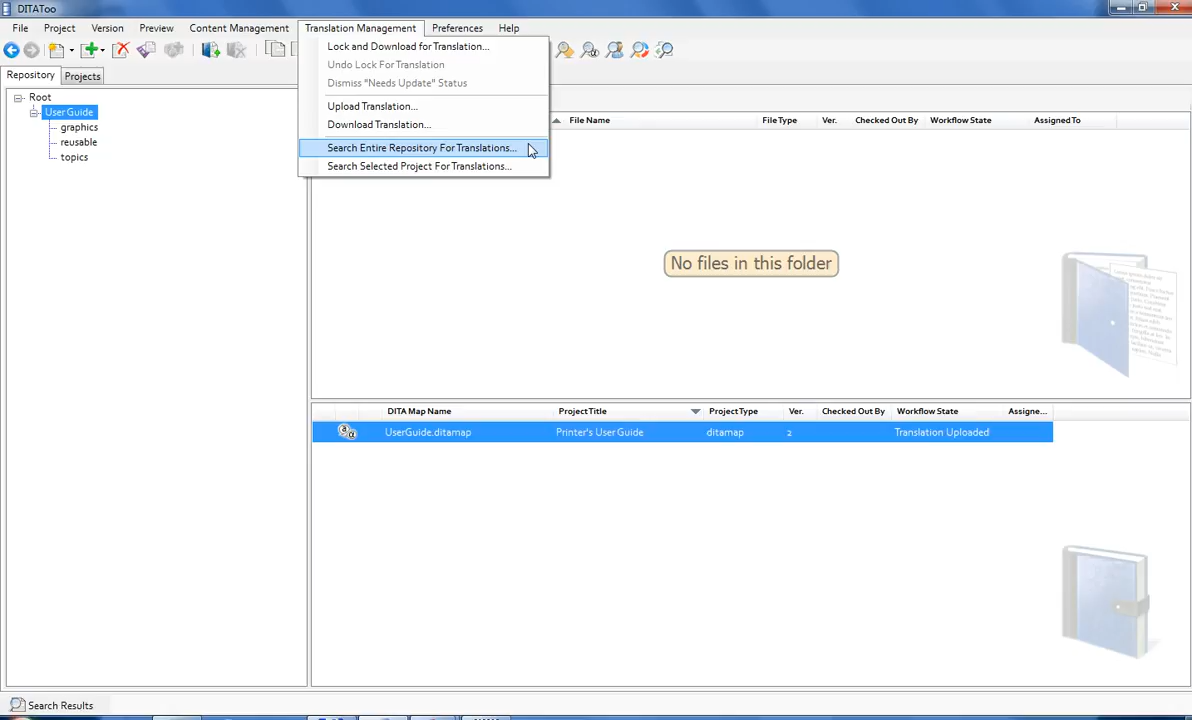 DITAToo
File Project Version Preview Content Management Translation Management Preferences Help
Lock and Download for Translation...
Undo Lock For Translation
Dismiss "Needs Update" Status
Upload Translation...
Download Translation...
Search Entire Repository For Translations...
Search Selected Project For Translations...
Repository Projects
Root
UserGuide
graphics
reusable
topics
File Name File Type Ver. Checked Out By Workflow State Assigned To
No files in this folder
DITA Map Name Project Title Project Type Ver. Checked Out By Workflow State Assigne...
UserGuide.ditamap Printer's User Guide ditamap 2 Translation Uploaded
Search Results